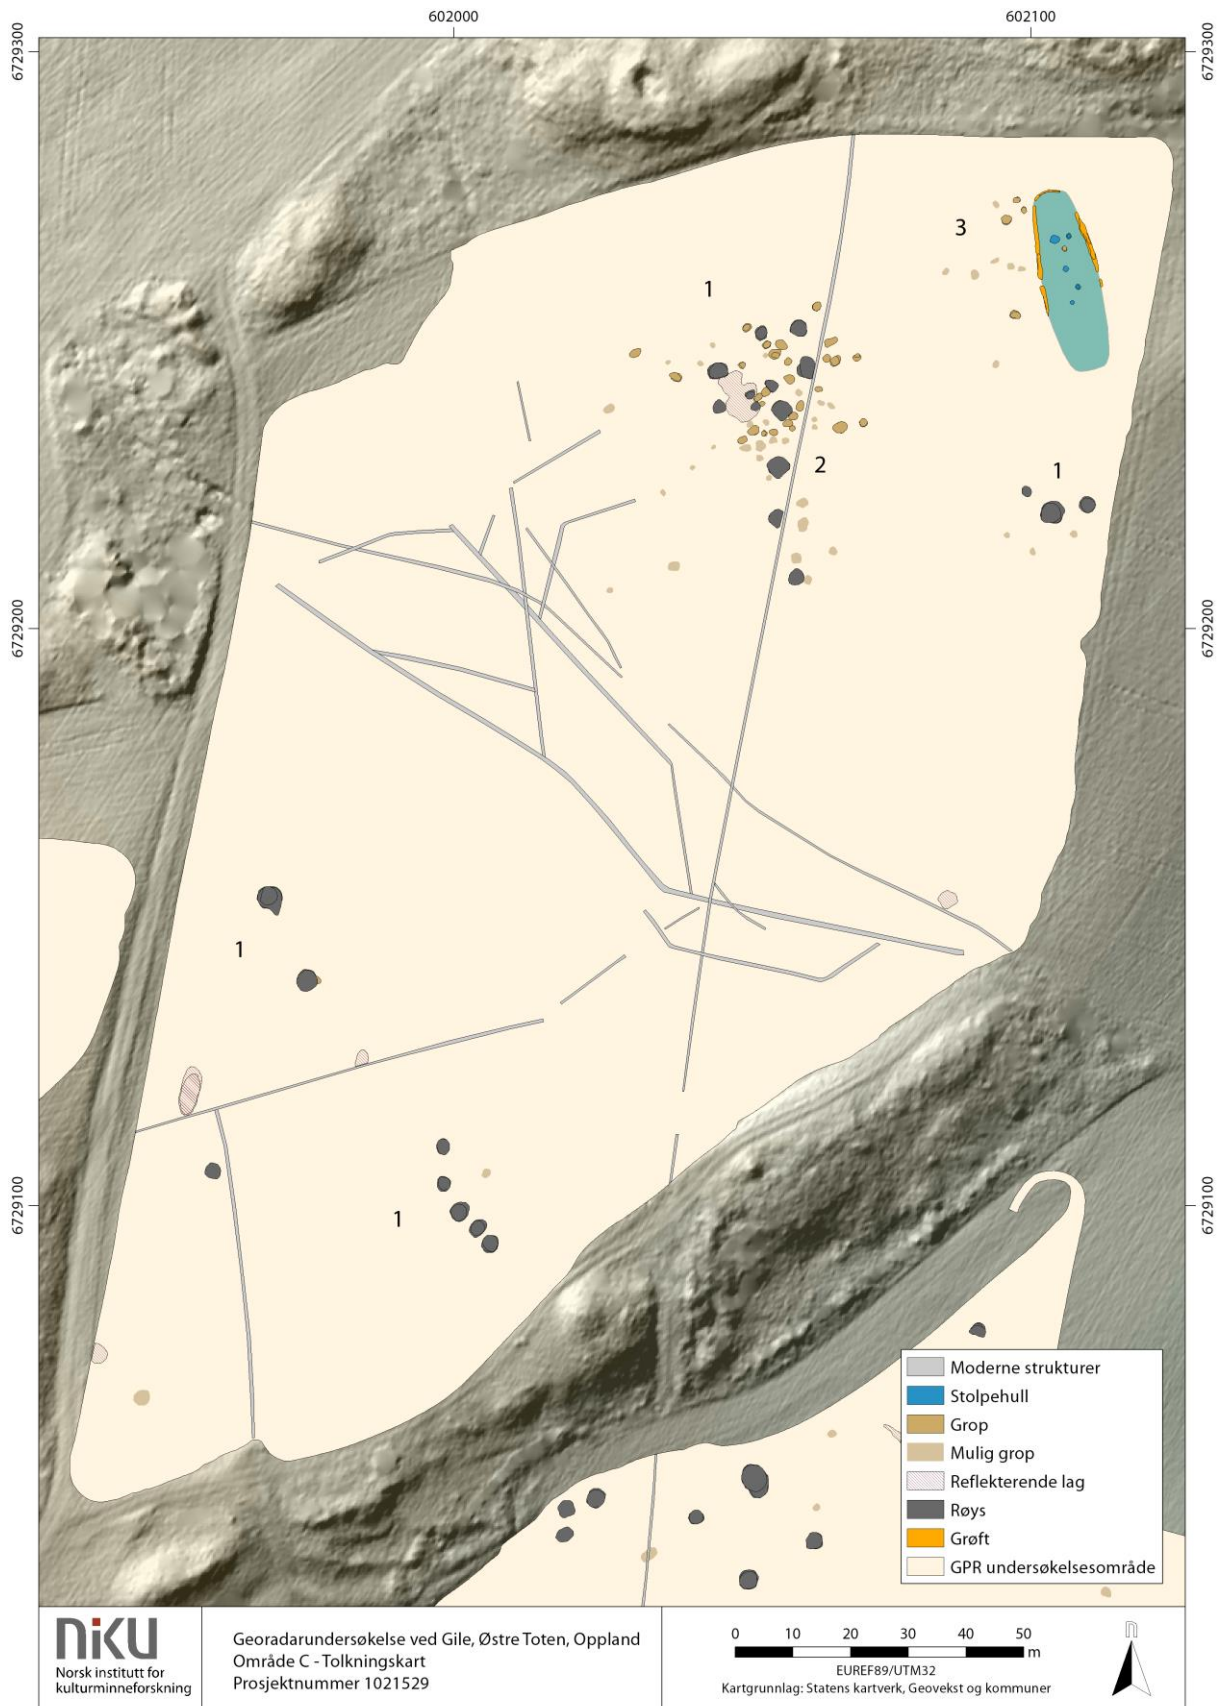 602000
602100
6729300
6729300
3
1
2
1
6729200
6729200
1
6729100
6729100
1
Moderne strukturer
Stolpehull
Grop
Mulig grop
Reflekterende lag
Røys
Grøft
GPR undersøkelsesområde
niKU
Norsk institutt for
kulturminneforskning
Georadarundersøkelse ved Gile, Østre Toten, Oppland
Område C - Tolkningskart
Prosjektnummer 1021529
0 10 20 30 40 50
m
EUREF89/UTM32
Kartgrunnlag: Statens kartverk, Geovekst og kommuner
n